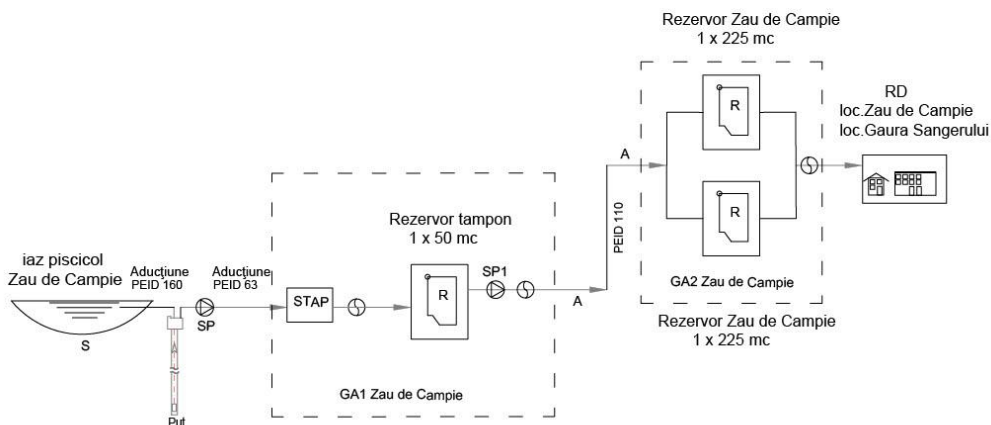 Rezervor Zau de Campie
1 x 225 mc
R
RD
loc.Zau de Campie
loc.Gaura Sangerului
A
R
PEID 110
GA2 Zau de Campie
Rezervor Zau de Campie
1 x 225 mc
Rezervor tampon
1 x 50 mc
SP1
R
A
STAP
GA1 Zau de Campie
iaz piscicol
Zau de Campie
Aducțiune
PEID 160
Aducțiune
PEID 63
SP
S
Put